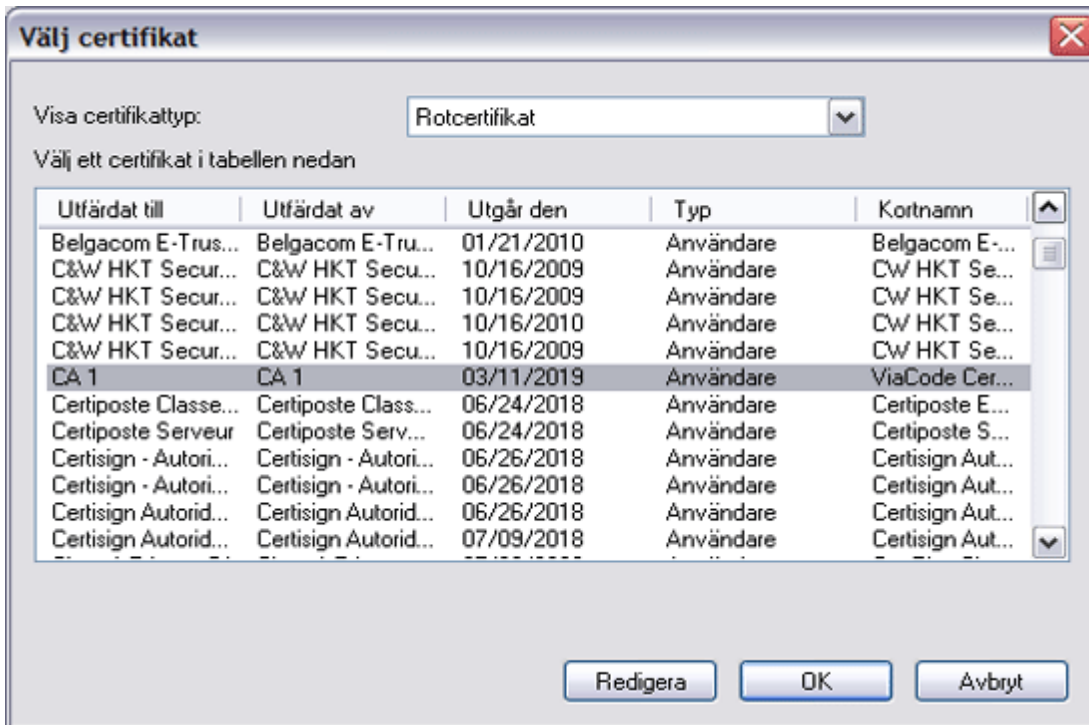 Välj certifikat
Visa certifikattyp: Rotcertifikat
Välj ett certifikat i tabellen nedan
Utfärdat till Utfärdat av Utgår den Typ Kortnamn
Belgacom E-Trus... Belgacom E-Tru... 01/21/2010 Användare Belgacom E-...
C&W HKT Secur... C&W HKT Secu... 10/16/2009 Användare CW HKT Se...
C&W HKT Secur... C&W HKT Secu... 10/16/2009 Användare CW HKT Se...
C&W HKT Secur... C&W HKT Secu... 10/16/2010 Användare CW HKT Se...
C&W HKT Secur... C&W HKT Secu... 10/16/2009 Användare CW HKT Se...
CA 1 CA 1 03/11/2019 Användare ViaCode Cer...
Certiposte Classe... Certiposte Class... 06/24/2018 Användare Certiposte E...
Certiposte Serveur Certiposte Serv... 06/24/2018 Användare Certiposte S...
Certisign - Autori... Certisign - Autori... 06/26/2018 Användare Certisign Aut...
Certisign - Autori... Certisign - Autori... 06/26/2018 Användare Certisign Aut...
Certisign Autorid... Certisign Autorid... 06/26/2018 Användare Certisign Aut...
Certisign Autorid... Certisign Autorid... 07/09/2018 Användare Certisign Aut...
Redigera OK Avbryt